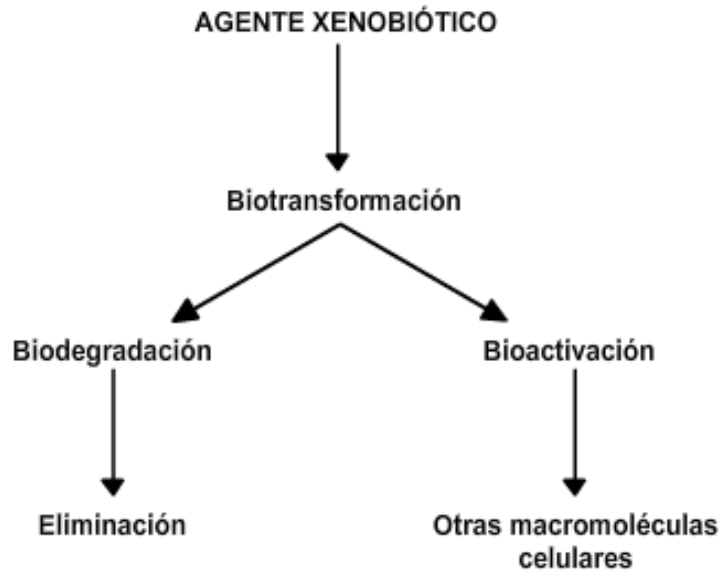 AGENTE XENOBIÓTICO
Biotransformación
Biodegradación
Bioactivación
Eliminación
Otras macromoléculas
celulares